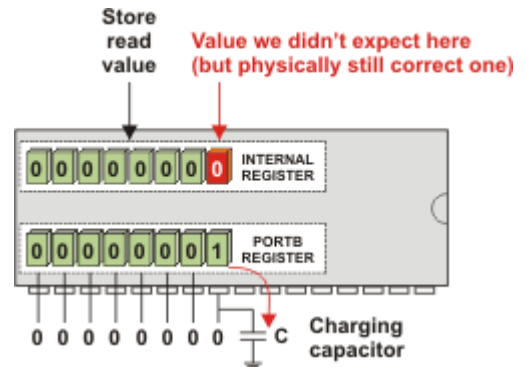 Store
read
value
Value we didn't expect here
(but physically still correct one)
0 0 0 0 0 0 0 0
INTERNAL
REGISTER
0 0 0 0 0 0 0 1
PORTB
REGISTER
0 0 0 0 0 0 0 0
C
Charging
capacitor